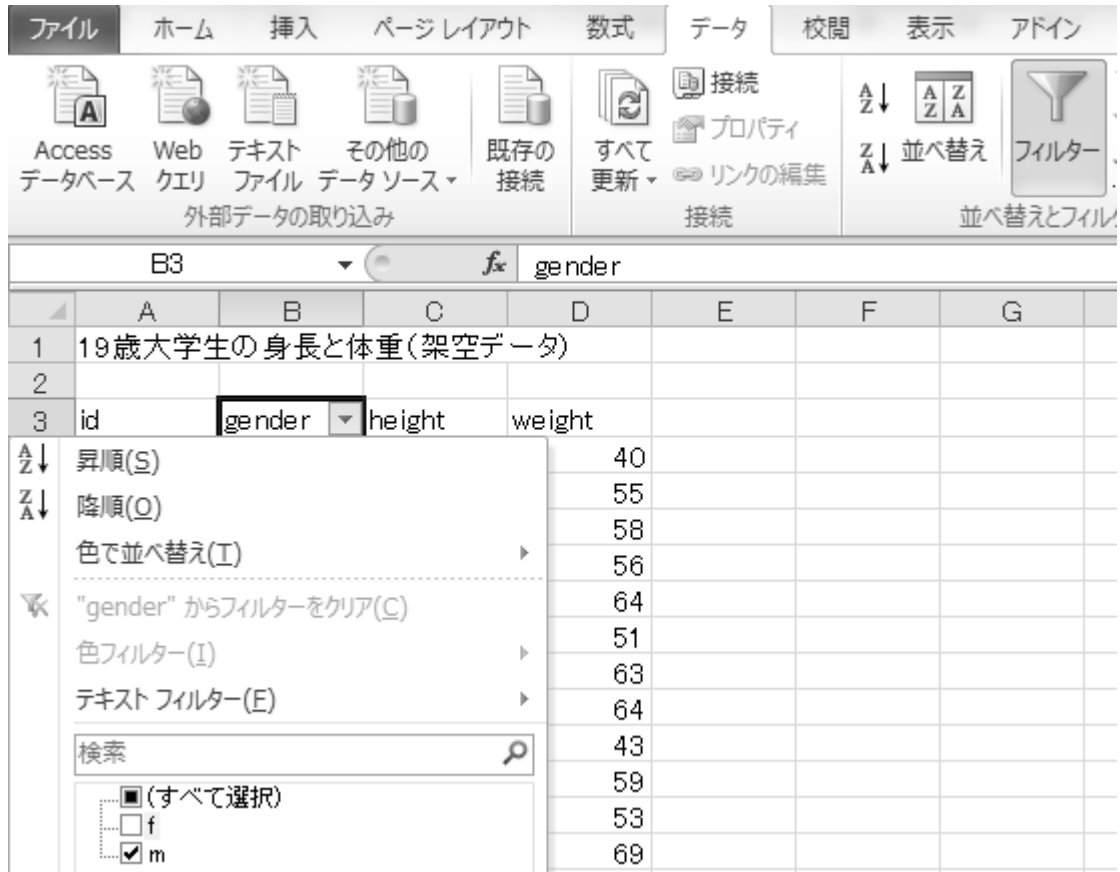 ファイル ホーム 挿入 ページ レイアウト 数式 データ 校閲 表示 アドイン
Access データベース
Web クエリ
テキスト ファイル
その他の データ ソース
既存の 接続
外部データの取り込み
すべて 更新
接続
プロパティ
リンクの編集
接続
並べ替え
フィルター
並べ替えとフィル
B3 fx gender
A B C D E F G
1 19歳大学生の身長と体重(架空データ)
2
3 id gender height weight
昇順(S)
降順(O)
色で並べ替え(T)
"gender" からフィルターをクリア(C)
色フィルター(I)
テキスト フィルター(F)
検索
(すべて選択)
f
m
40
55
58
56
64
51
63
64
43
59
53
69